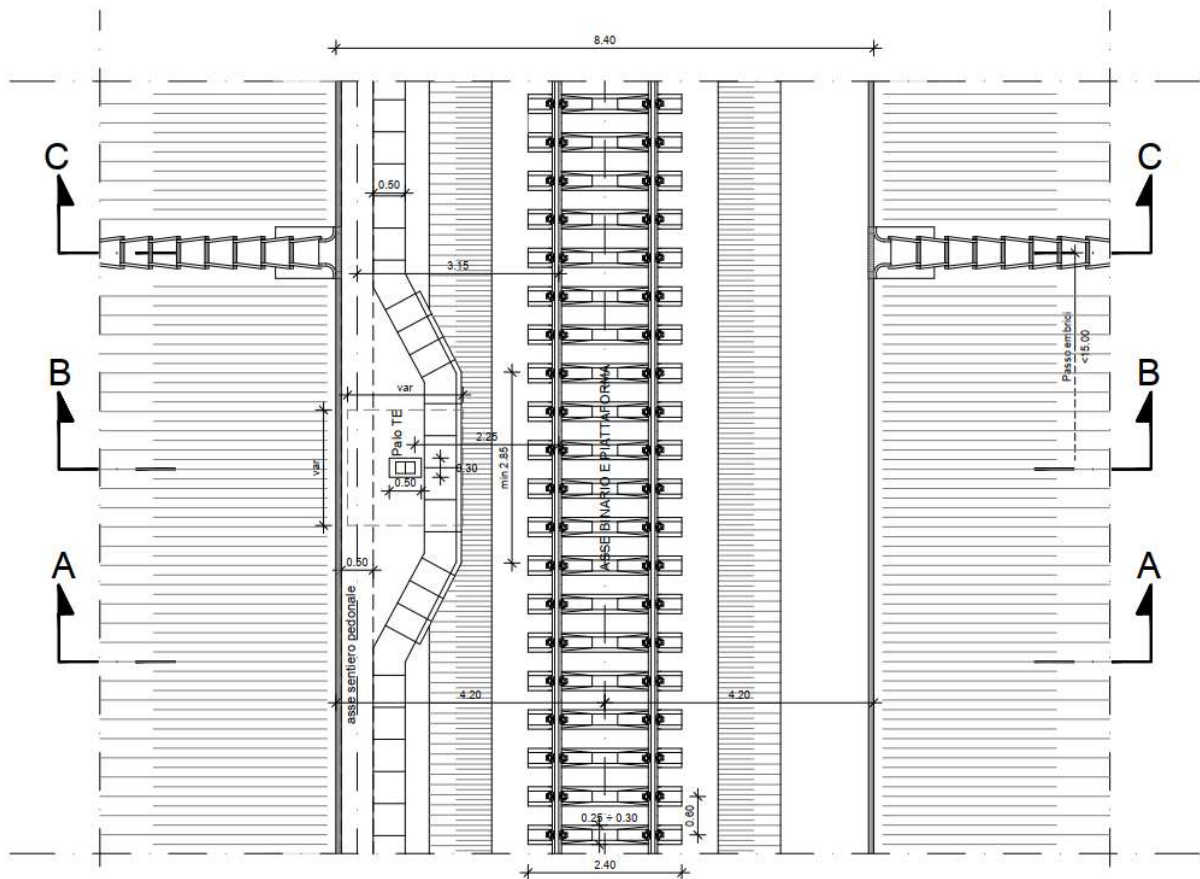 8.40
C
C
0.50
3.15
Passo embrici
<15.00
B
B
var
Palo TE
2.25
ASSE BINARIO E PIATTAFORMA
min 2.85
var
0.30
0.50
A
A
0.50
asse sentiero pedonale
4.20
4.20
0.25 ÷ 0.30
0.60
2.40